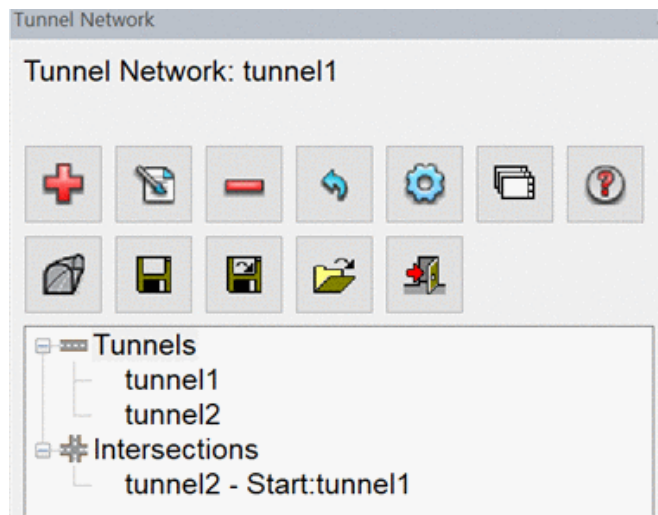 Tunnel Network
Tunnel Network: tunnel1
Tunnels
tunnel1
tunnel2
Intersections
tunnel2 - Start:tunnel1